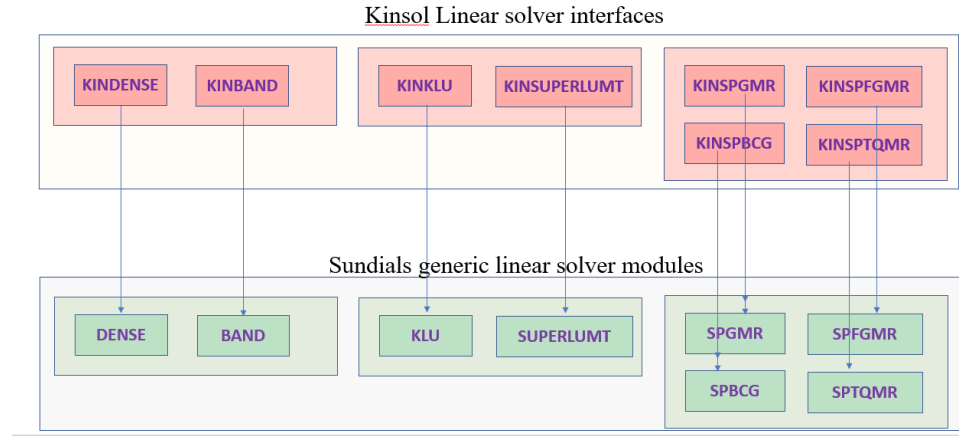 Kinsol Linear solver interfaces
KINDENSE KINBAND KINKLU KINSUPERLUMT KINSPGMR KINSPFGMR
KINSPBCG KINSPTQMR
Sundials generic linear solver modules
DENSE BAND KLU SUPERLUMT SPGMR SPFGMR
SPBCG SPTQMR